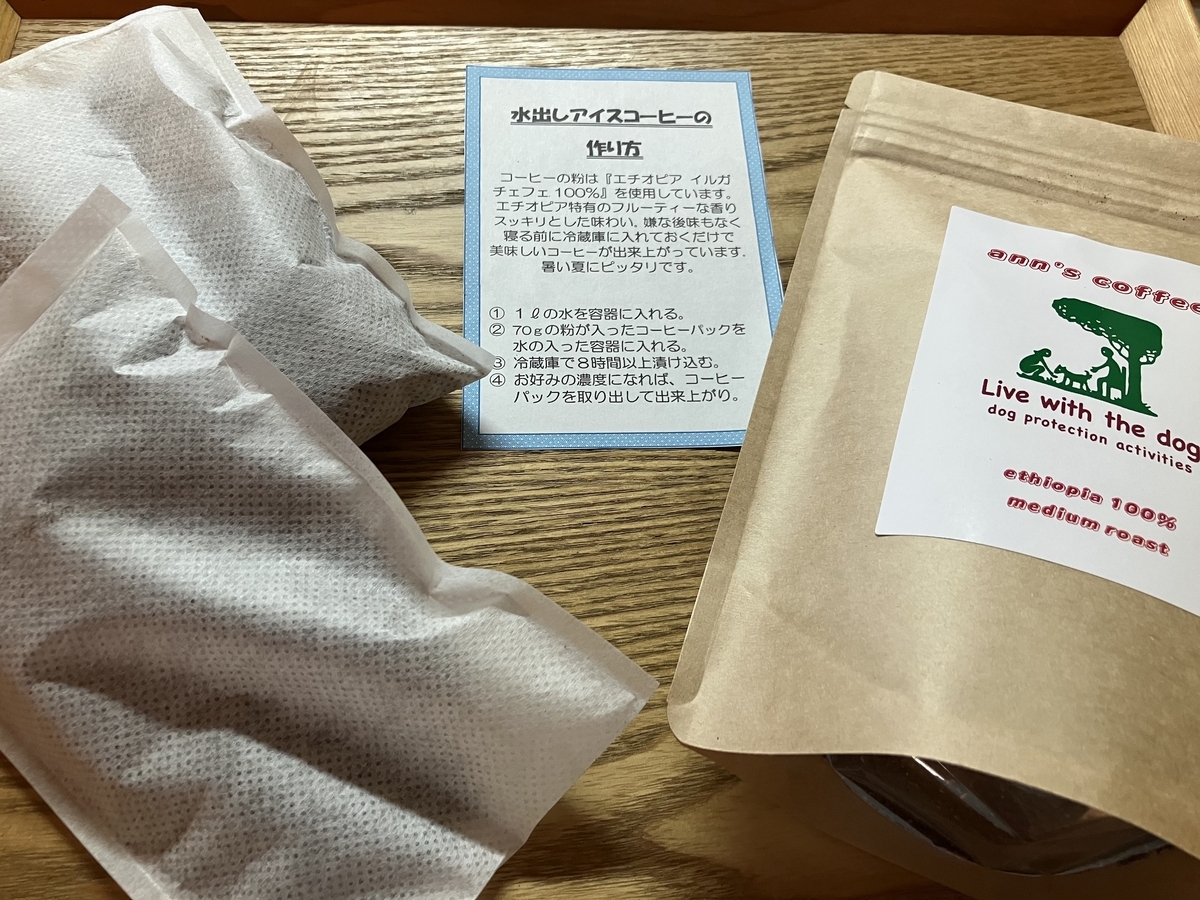 水出しアイスコーヒーの
作り方
コーヒーの粉は『エチオピア イルガ
チェフェ 100%』を使用しています。
エチオピア特有のフルーティーな香り
スッキリとした味わい。嫌な後味もなく
寝る前に冷蔵庫に入れておくだけで
美味しいコーヒーが出来上がっています.
暑い夏にピッタリです。
① 1ℓの水を容器に入れる。
② 70gの粉が入ったコーヒーパックを
水の入った容器に入れる。
③ 冷蔵庫で8時間以上漬け込む。
④ お好みの濃度になれば、コーヒー
パックを取り出して出来上がり。
ann's coffee
Live with the dog
dog protection activities
ethiopia 100%
medium roast